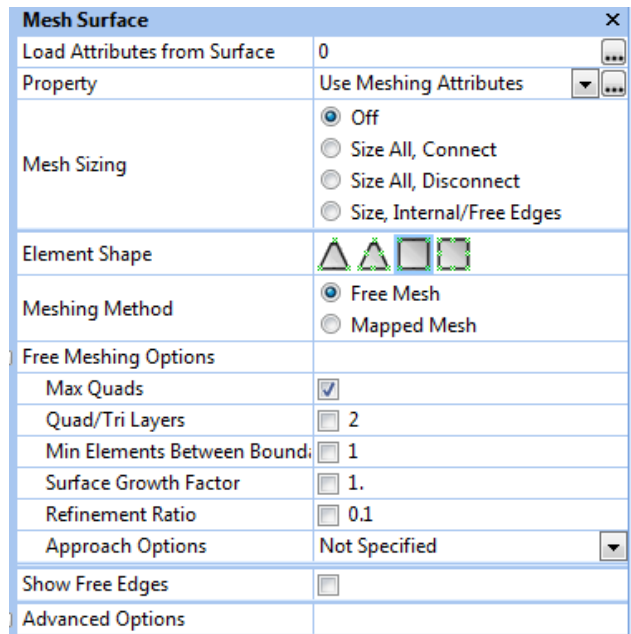 Mesh Surface
Load Attributes from Surface 0 ...
Property Use Meshing Attributes ...
Mesh Sizing
Off
Size All, Connect
Size All, Disconnect
Size, Internal/Free Edges
Element Shape
Meshing Method
Free Mesh
Mapped Mesh
Free Meshing Options
Max Quads
Quad/Tri Layers 2
Min Elements Between Bounda 1
Surface Growth Factor 1.
Refinement Ratio 0.1
Approach Options Not Specified
Show Free Edges
Advanced Options